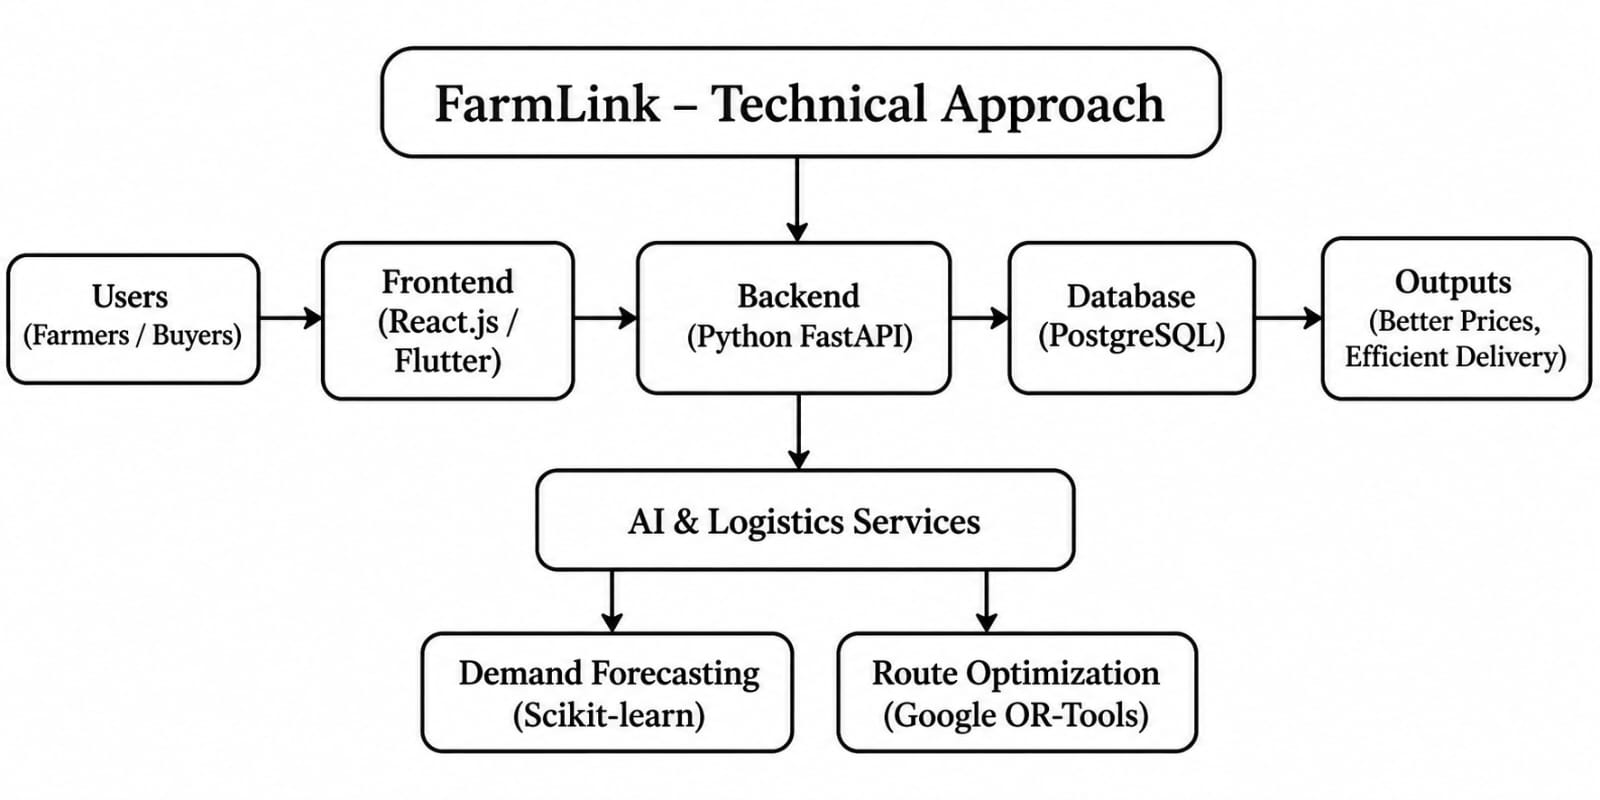 FarmLink – Technical Approach
Users
(Farmers / Buyers)
Frontend
(React.js /
Flutter)
Backend
(Python FastAPI)
Database
(PostgreSQL)
Outputs
(Better Prices,
Efficient Delivery)
AI & Logistics Services
Demand Forecasting
(Scikit-learn)
Route Optimization
(Google OR-Tools)